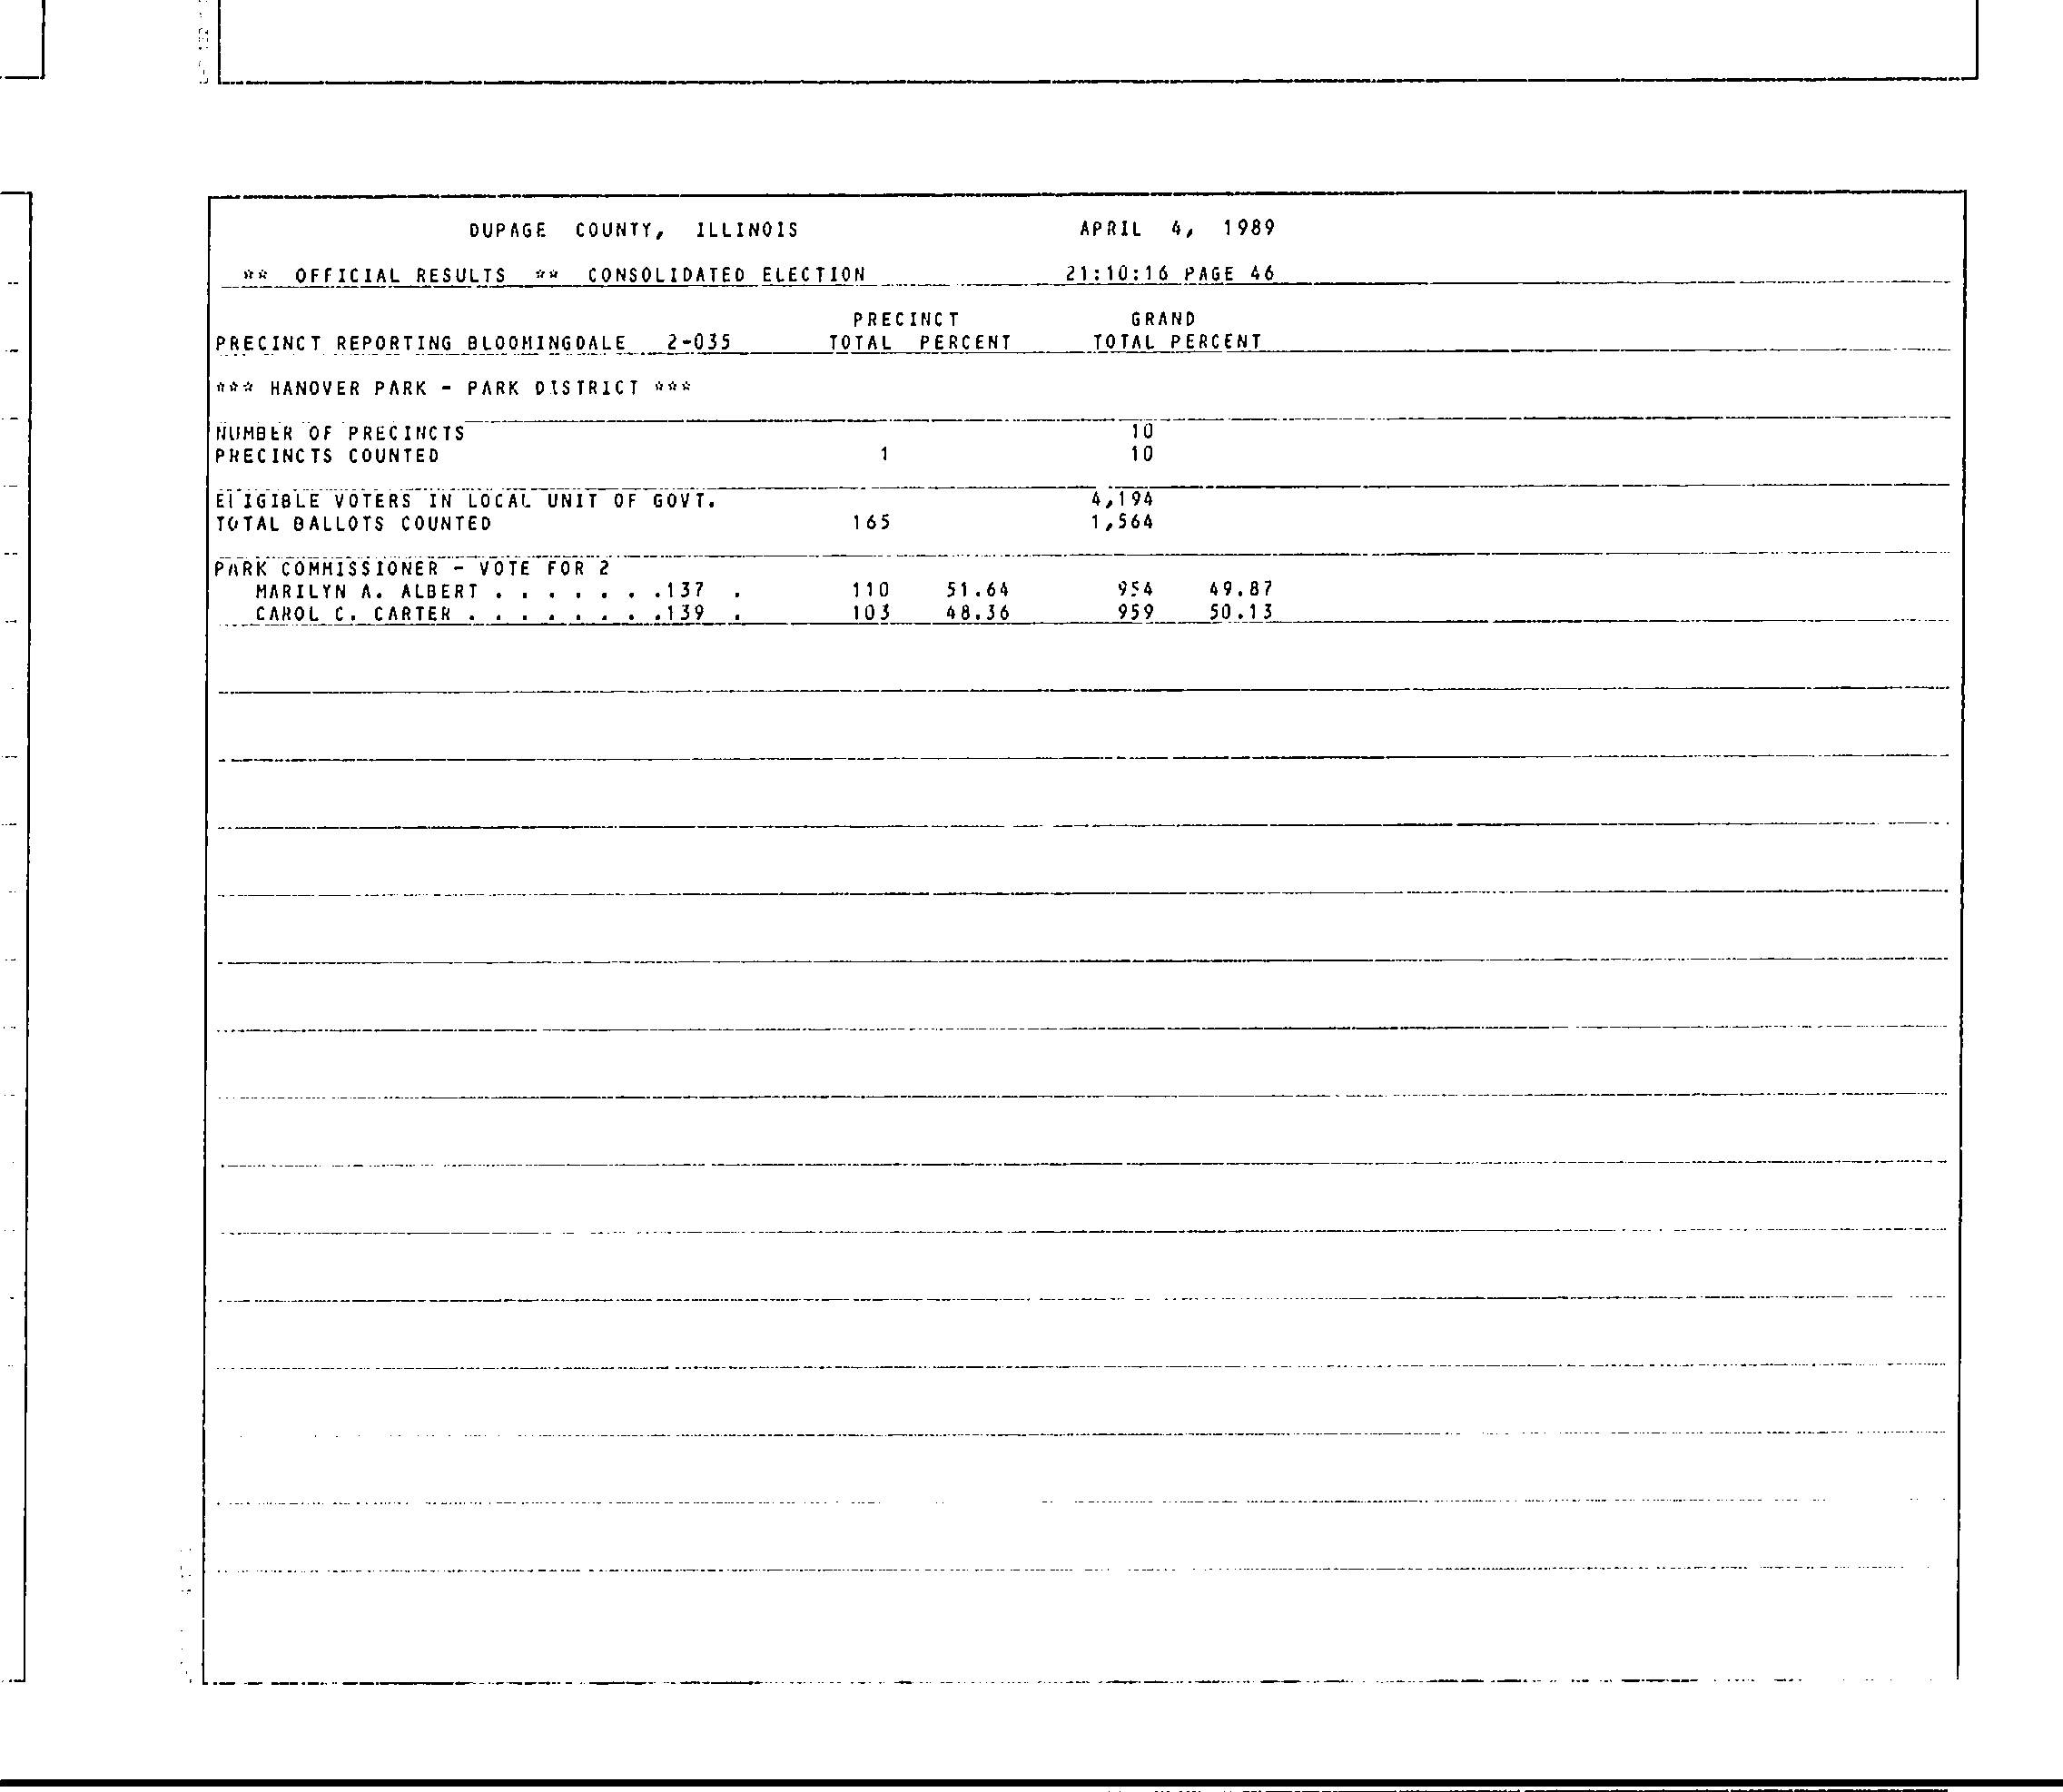 DUPAGE COUNTY, ILLINOIS APRIL 4, 1989
** OFFICIAL RESULTS ** CONSOLIDATED ELECTION 21:10:16 PAGE 46
PRECINCT GRAND
PRECINCT REPORTING BLOOMINGDALE 2-035 TOTAL PERCENT TOTAL PERCENT
*** HANOVER PARK - PARK DISTRICT ***
NUMBER OF PRECINCTS 10
PRECINCTS COUNTED 1 10
ELIGIBLE VOTERS IN LOCAL UNIT OF GOVT. 4,194
TOTAL BALLOTS COUNTED 165 1,564
PARK COMMISSIONER - VOTE FOR 2
MARILYN A. ALBERT . . . . . . .137 . 110 51.64 954 49.87
CAROL C. CARTER . . . . . . . .139 . 103 48.36 959 50.13